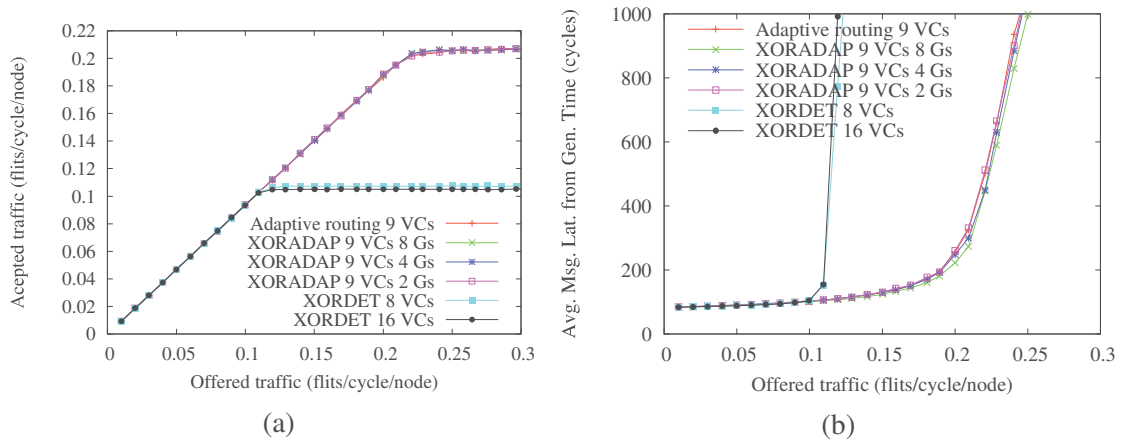 Acepted traffic (flits/cycle/node)
0.22
0.2
0.18
0.16
0.14
0.12
0.1
0.08
0.06
0.04
0.02
0
Adaptive routing 9 VCs
XORADAP 9 VCs 8 Gs
XORADAP 9 VCs 4 Gs
XORADAP 9 VCs 2 Gs
XORDET 8 VCs
XORDET 16 VCs
0 0.05 0.1 0.15 0.2 0.25 0.3
Offered traffic (flits/cycle/node)
(a)
Avg. Msg. Lat. from Gen. Time (cycles)
1000
800
600
400
200
0
Adaptive routing 9 VCs
XORADAP 9 VCs 8 Gs
XORADAP 9 VCs 4 Gs
XORADAP 9 VCs 2 Gs
XORDET 8 VCs
XORDET 16 VCs
0 0.05 0.1 0.15 0.2 0.25 0.3
Offered traffic (flits/cycle/node)
(b)